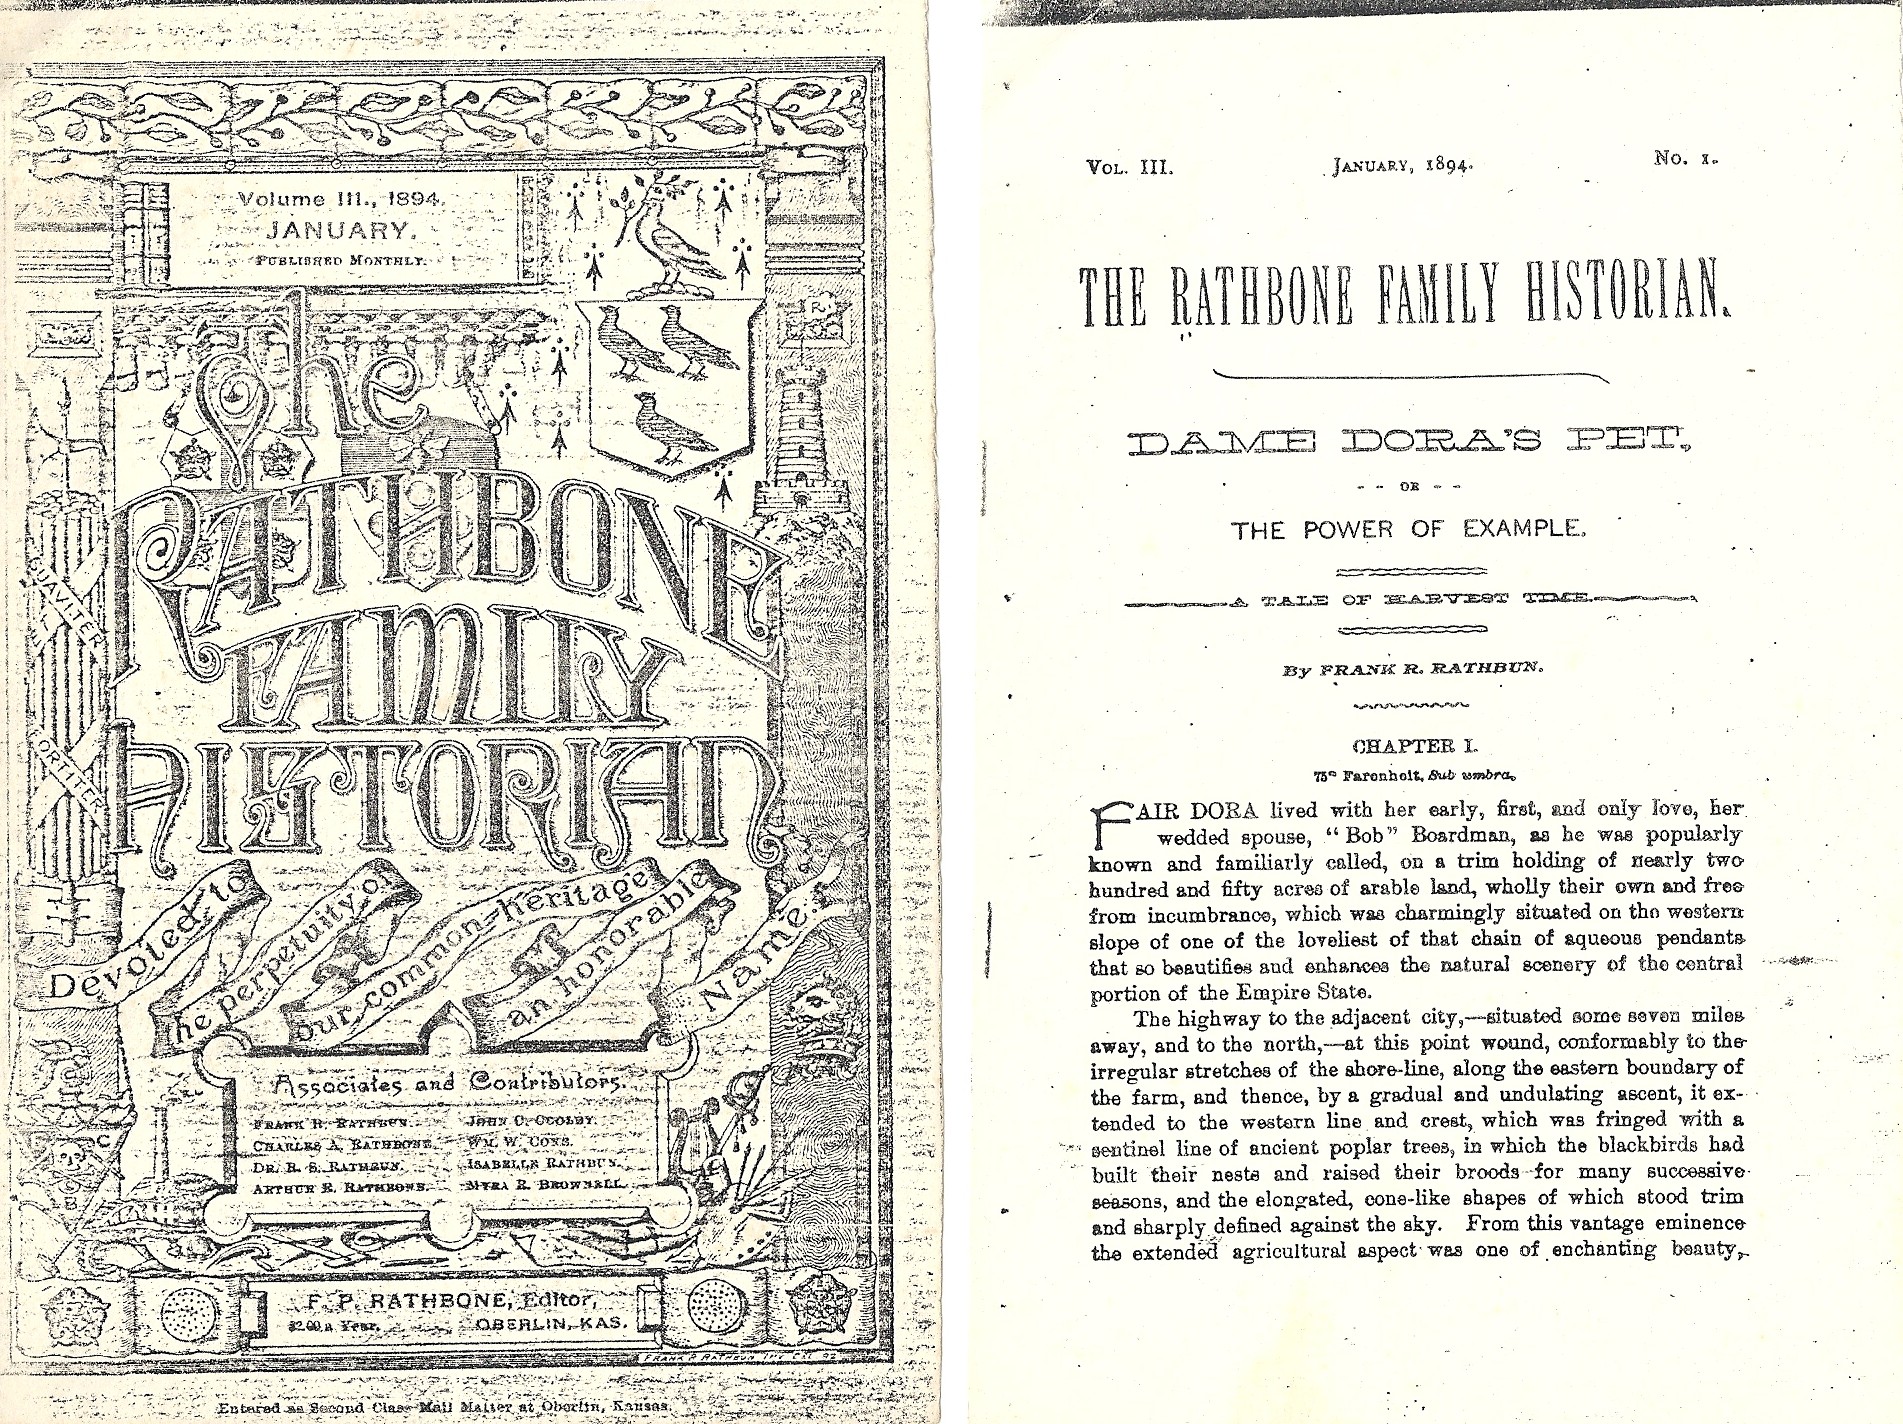 Volume III., 1894.
JANUARY.
PUBLISHED MONTHLY.
R
The
RATHBONE
FAMILY
HISTORIAN
SUAVITER
ET
FORTITER
Devoted to
the perpetuity of
our common-heritage
an honorable
Name.
Associates and Contributors.
FRANK R. RATHBUN. JOHN C. OGOLBY.
CHARLES A. RATHBONE. WM. W. CONS.
DR. R. S. RATHBUN. ISABELLE RATHBUN.
ARTHUR E. RATHBONE. MYRA R. BROWNELL.
F. P. RATHBONE, Editor,
$2.00 a Year. OBERLIN, KAS.
FRANK R RATHBUN
Entered as Second Class Mail Matter at Oberlin, Kansas.
VOL. III. JANUARY, 1894. No. 1.
THE RATHBONE FAMILY HISTORIAN.
DAME DORA'S PET,
- - OR - -
THE POWER OF EXAMPLE.
A TALE OF HARVEST TIME.
By FRANK R. RATHBUN.
CHAPTER I.
75° Farenheit, Sub umbra.
FAIR DORA lived with her early, first, and only love, her
wedded spouse, “ Bob” Boardman, as he was popularly
known and familiarly called, on a trim holding of nearly two
hundred and fifty acres of arable land, wholly their own and free
from incumbrance, which was charmingly situated on the western
slope of one of the loveliest of that chain of aqueous pendants
that so beautifies and enhances the natural scenery of the central
portion of the Empire State.
The highway to the adjacent city,—situated some seven miles
away, and to the north,—at this point wound, conformably to the
irregular stretches of the shore-line, along the eastern boundary of
the farm, and thence, by a gradual and undulating ascent, it ex-
tended to the western line and crest, which was fringed with a
sentinel line of ancient poplar trees, in which the blackbirds had
built their nests and raised their broods for many successive
seasons, and the elongated, cone-like shapes of which stood trim
and sharply defined against the sky. From this vantage eminence
the extended agricultural aspect was one of enchanting beauty,